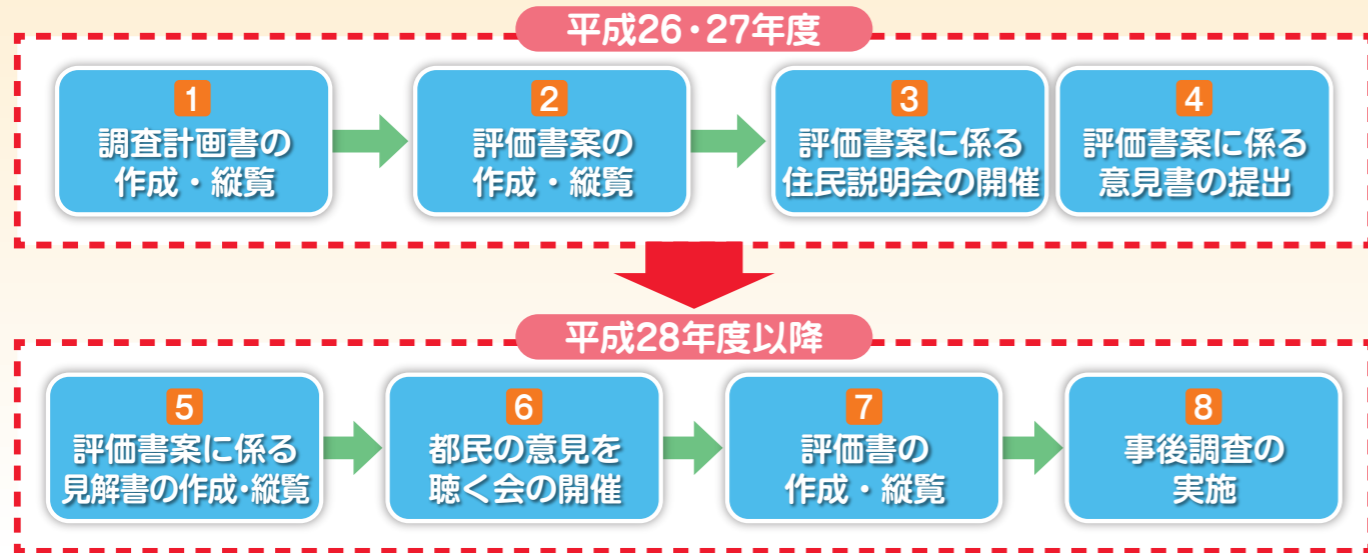 平成26・27年度
1
調査計画書の
作成・縦覧
2
評価書案の
作成・縦覧
3
評価書案に係る
住民説明会の開催
4
評価書案に係る
意見書の提出
平成28年度以降
5
評価書案に係る
見解書の作成・縦覧
6
都民の意見を
聴く会の開催
7
評価書の
作成・縦覧
8
事後調査の
実施